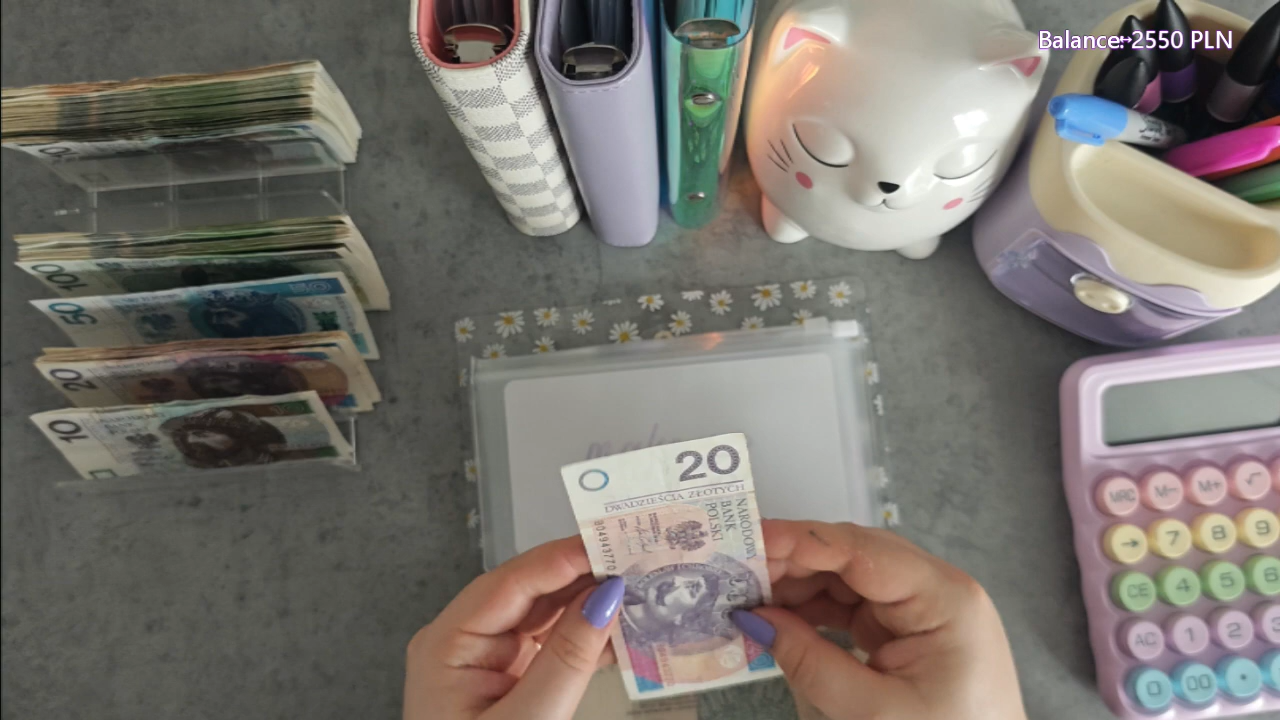 Balance: 2550 PLN
10
100
50
20
10
20
DWADZIEŚCIA ZŁOTYCH
NARODOWY
BANK
POLSKI
MRC M- M+ √
→ 7 8 9
CE 4 5 6
AC 1 2 3
0 00 •